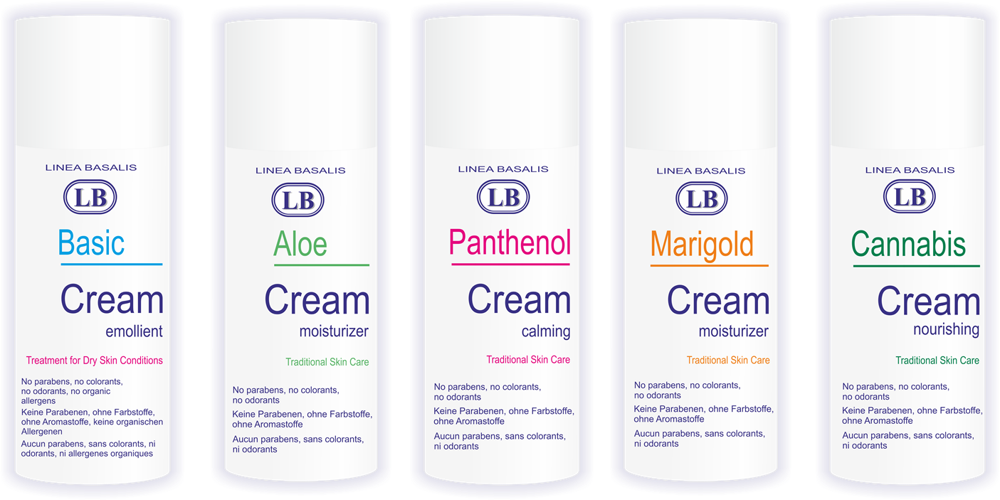 LINEA BASALIS
LB
Basic
Cream
emollient
Treatment for Dry Skin Conditions
No parabens, no colorants,
no odorants, no organic
allergens
Keine Parabenen, ohne Farbstoffe,
ohne Aromastoffe, keine organischen
Allergenen
Aucun parabens, sans colorants, ni
odorants, ni allergenes organiques
LINEA BASALIS
LB
Aloe
Cream
moisturizer
Traditional Skin Care
No parabens, no colorants,
no odorants
Keine Parabenen, ohne Farbstoffe,
ohne Aromastoffe
Aucun parabens, sans colorants,
ni odorants
LINEA BASALIS
LB
Panthenol
Cream
calming
Traditional Skin Care
No parabens, no colorants,
no odorants
Keine Parabenen, ohne Farbstoffe,
ohne Aromastoffe
Aucun parabens, sans colorants,
ni odorants
LINEA BASALIS
LB
Marigold
Cream
moisturizer
Traditional Skin Care
No parabens, no colorants,
no odorants
Keine Parabenen, ohne Farbstoffe,
ohne Aromastoffe
Aucun parabens, sans colorants,
ni odorants
LINEA BASALIS
LB
Cannabis
Cream
nourishing
Traditional Skin Care
No parabens, no colorants,
no odorants
Keine Parabenen, ohne Farbstoffe,
ohne Aromastoffe
Aucun parabens, sans colorants,
ni odorants